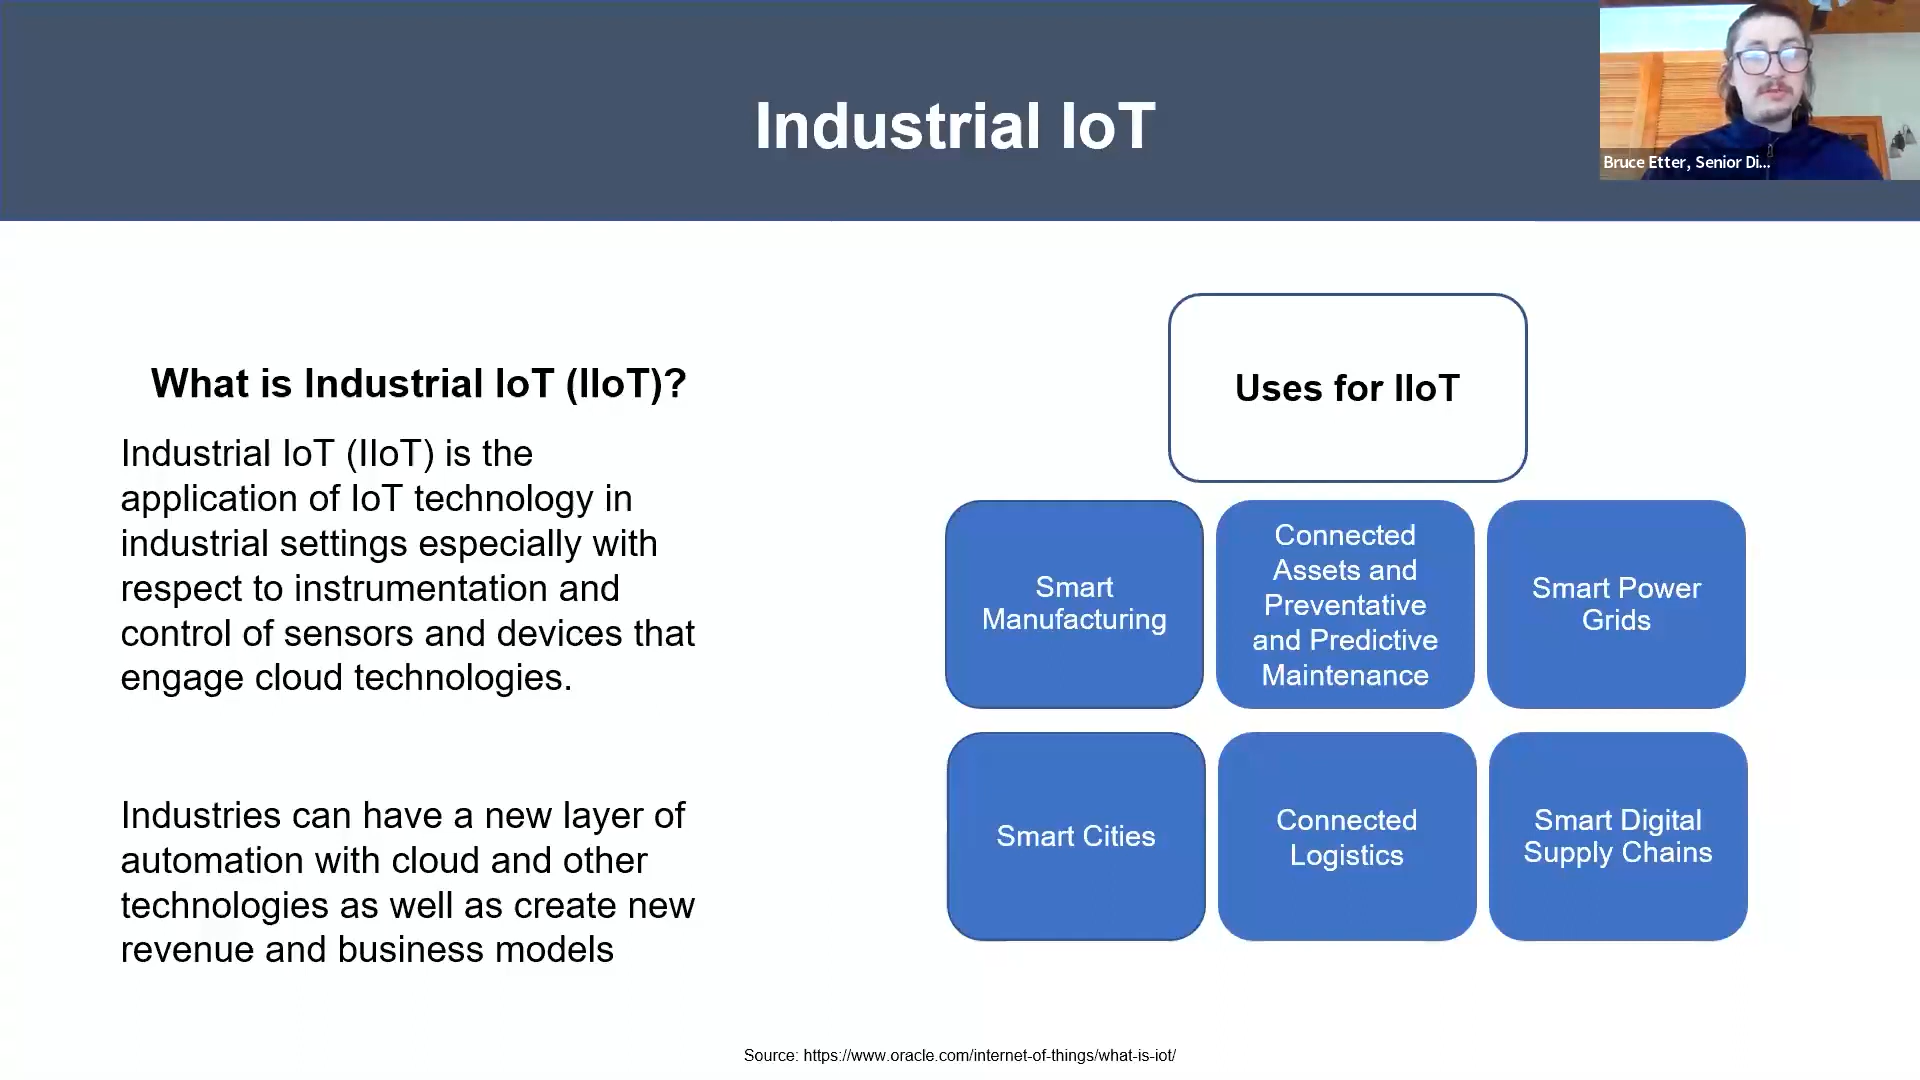 Industrial IoT
Bruce Etter, Senior Di...
What is Industrial IoT (IIoT)?
Industrial IoT (IIoT) is the
application of IoT technology in
industrial settings especially with
respect to instrumentation and
control of sensors and devices that
engage cloud technologies.
Industries can have a new layer of
automation with cloud and other
technologies as well as create new
revenue and business models
Uses for IIoT
Smart
Manufacturing
Connected
Assets and
Preventative
and Predictive
Maintenance
Smart Power
Grids
Smart Cities
Connected
Logistics
Smart Digital
Supply Chains
Source: https://www.oracle.com/internet-of-things/what-is-iot/